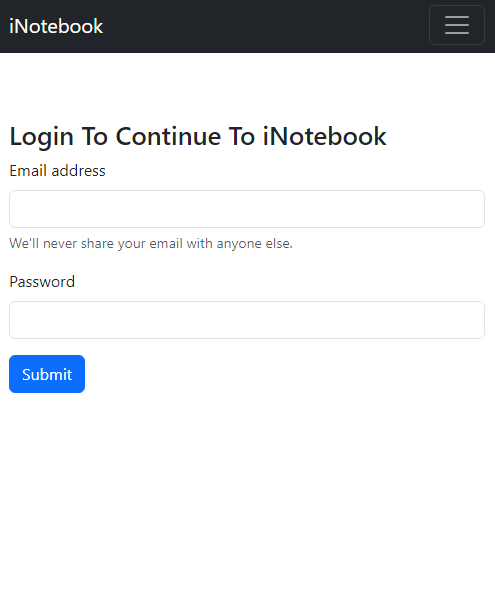 iNotebook
Login To Continue To iNotebook
Email address
We'll never share your email with anyone else.
Password
Submit